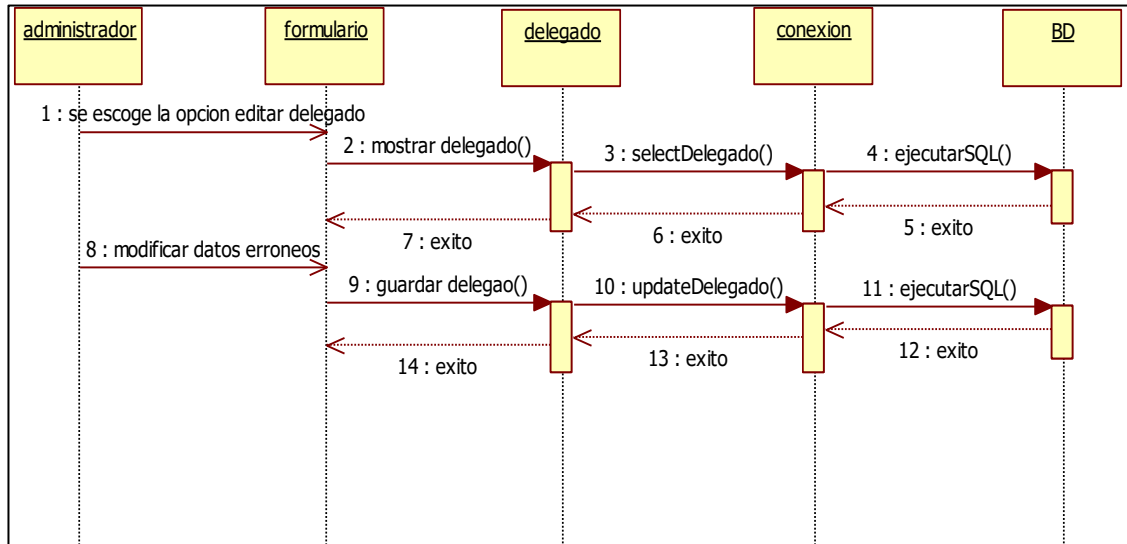 administrador
formulario
delegado
conexion
BD
1 : se escoge la opcion editar delegado
2 : mostrar delegado()
3 : selectDelegado()
4 : ejecutarSQL()
5 : exito
6 : exito
7 : exito
8 : modificar datos erroneos
9 : guardar delegao()
10 : updateDelegado()
11 : ejecutarSQL()
12 : exito
13 : exito
14 : exito